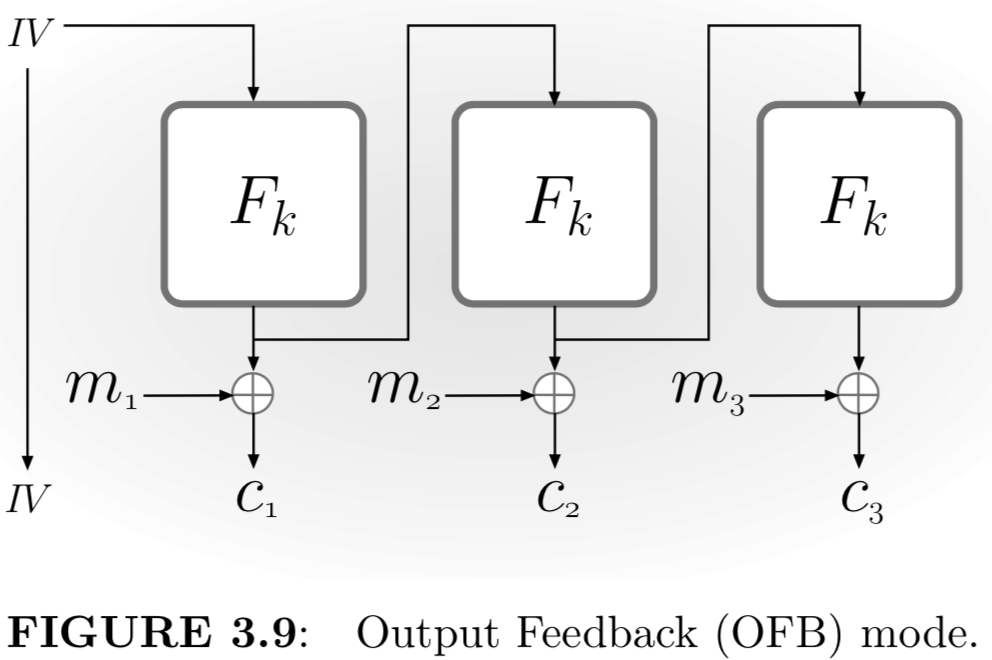 IV
F_k F_k F_k
m_1 m_2 m_3
IV c_1 c_2 c_3
FIGURE 3.9: Output Feedback (OFB) mode.